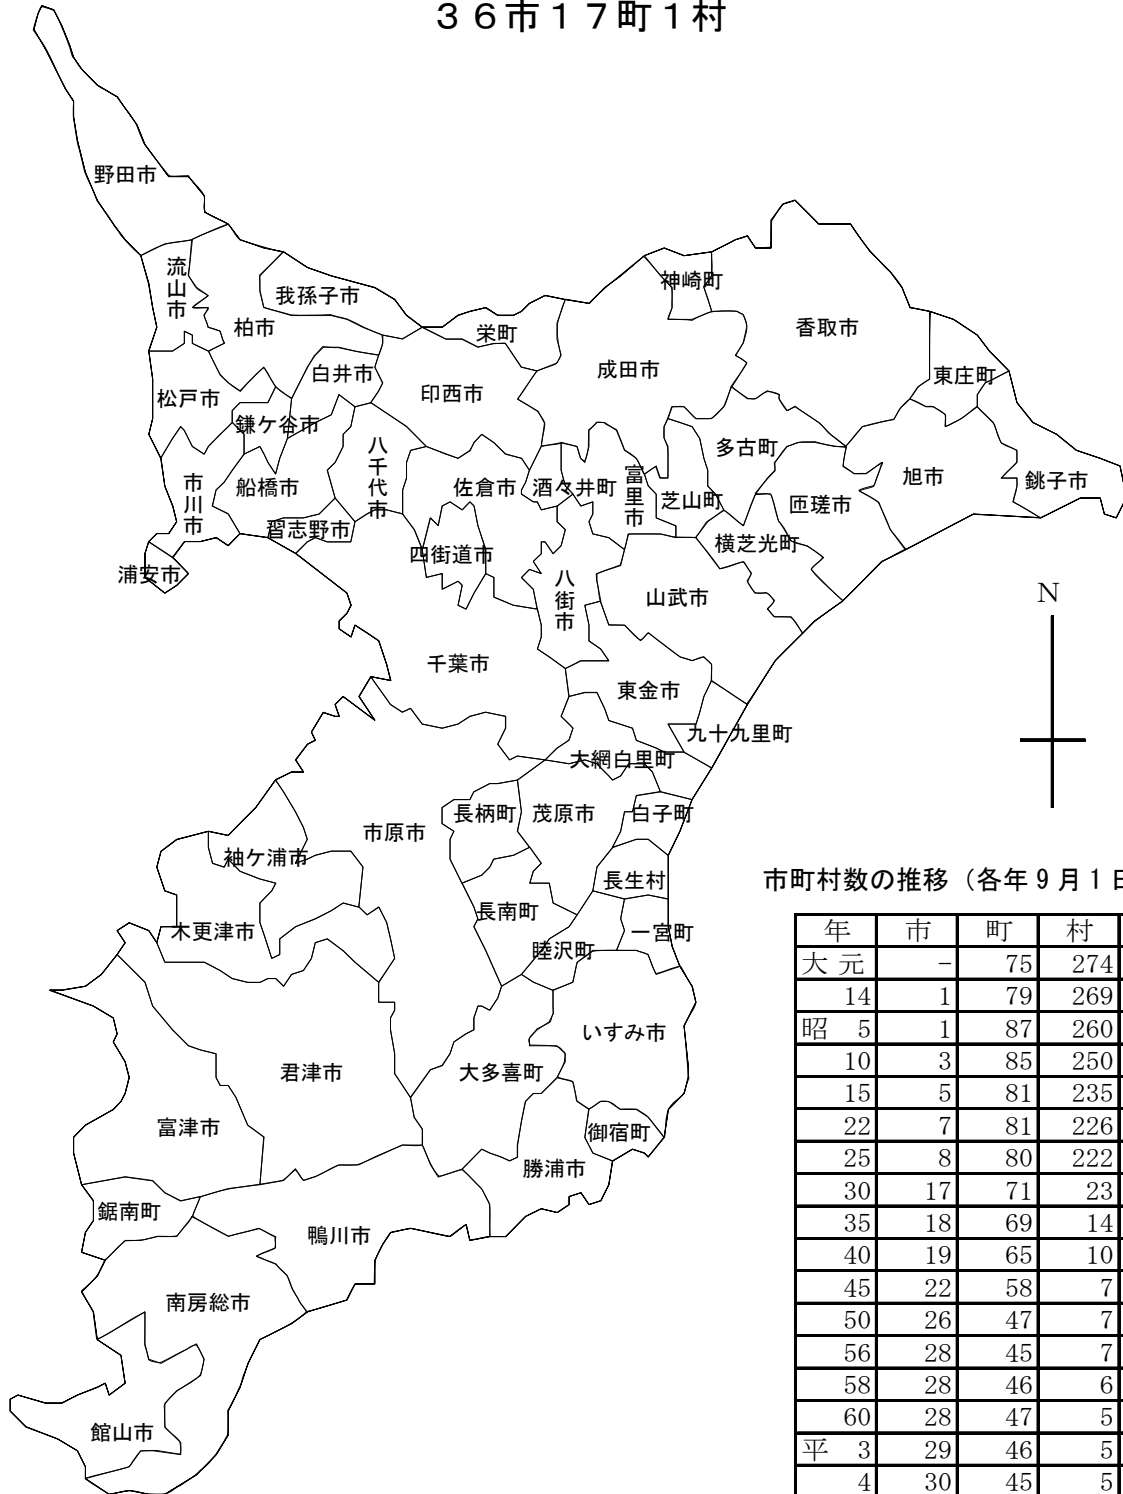 ３６市１７町１村
野田市
流山市
我孫子市
柏市
神崎町
栄町
香取市
成田市
東庄町
白井市
印西市
松戸市
鎌ケ谷市
八千代市
多古町
船橋市
佐倉市
酒々井町
富里市
芝山町
旭市
銚子市
市川市
匝瑳市
習志野市
横芝光町
四街道市
浦安市
八街市
山武市
N
千葉市
東金市
九十九里町
大網白里町
長柄町
茂原市
白子町
市原市
袖ケ浦市
長生村
市町村数の推移（各年９月１日
長南町
木更津市
睦沢町
一宮町
いすみ市
君津市
大多喜町
富津市
御宿町
勝浦市
鋸南町
鴨川市
南房総市
館山市
年 市 町 村
大 元 － 75 274
14 1 79 269
昭 5 1 87 260
10 3 85 250
15 5 81 235
22 7 81 226
25 8 80 222
30 17 71 23
35 18 69 14
40 19 65 10
45 22 58 7
50 26 47 7
56 28 45 7
58 28 46 6
60 28 47 5
平 3 29 46 5
4 30 45 5